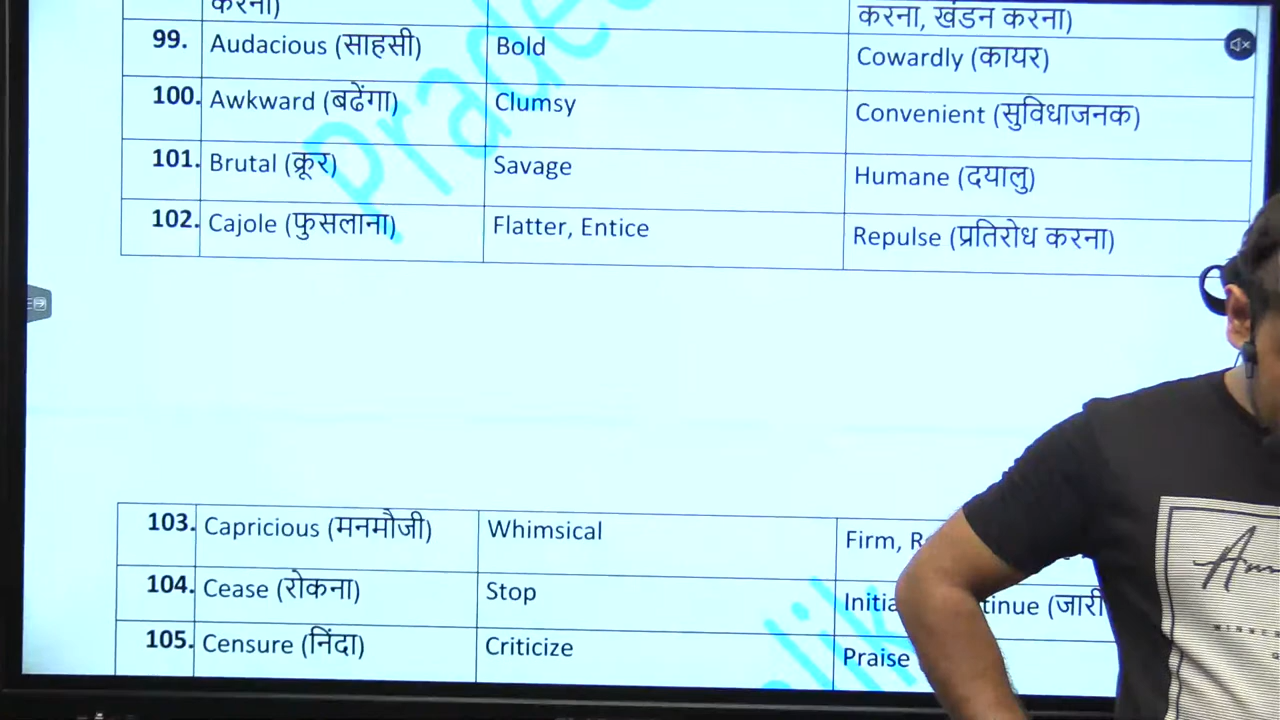 करना)
करना, खंडन करना)
99. Audacious (साहसी) Bold Cowardly (कायर)
100. Awkward (बढेंगा) Clumsy Convenient (सुविधाजनक)
101. Brutal (क्रूर) Savage Humane (दयालु)
102. Cajole (फुसलाना) Flatter, Entice Repulse (प्रतिरोध करना)
103. Capricious (मनमौजी) Whimsical Firm,
104. Cease (रोकना) Stop (जारी
105. Censure (निंदा) Criticize Praise